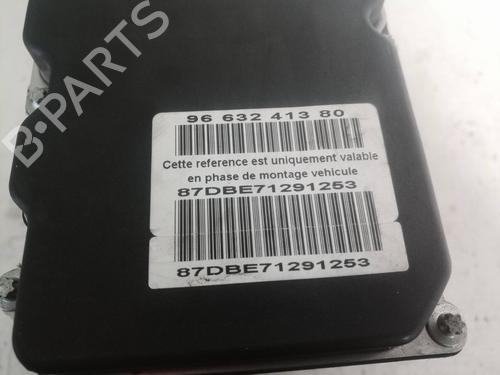 B-PARTS
96 632 413 80
Cette reference est uniquement valable
en phase de montage vehicule
87DBE71291253
87DBE71291253